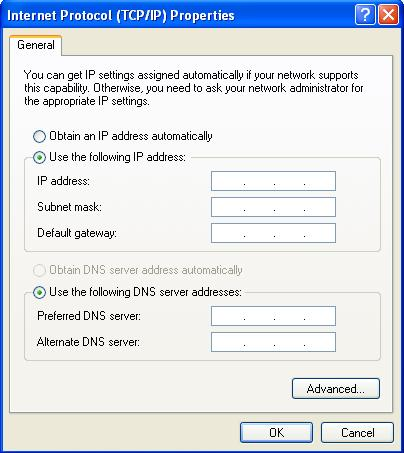 Internet Protocol (TCP/IP) Properties
General
You can get IP settings assigned automatically if your network supports
this capability. Otherwise, you need to ask your network administrator for
the appropriate IP settings.
Obtain an IP address automatically
Use the following IP address:
IP address:
Subnet mask:
Default gateway:
Obtain DNS server address automatically
Use the following DNS server addresses:
Preferred DNS server:
Alternate DNS server:
Advanced...
OK Cancel